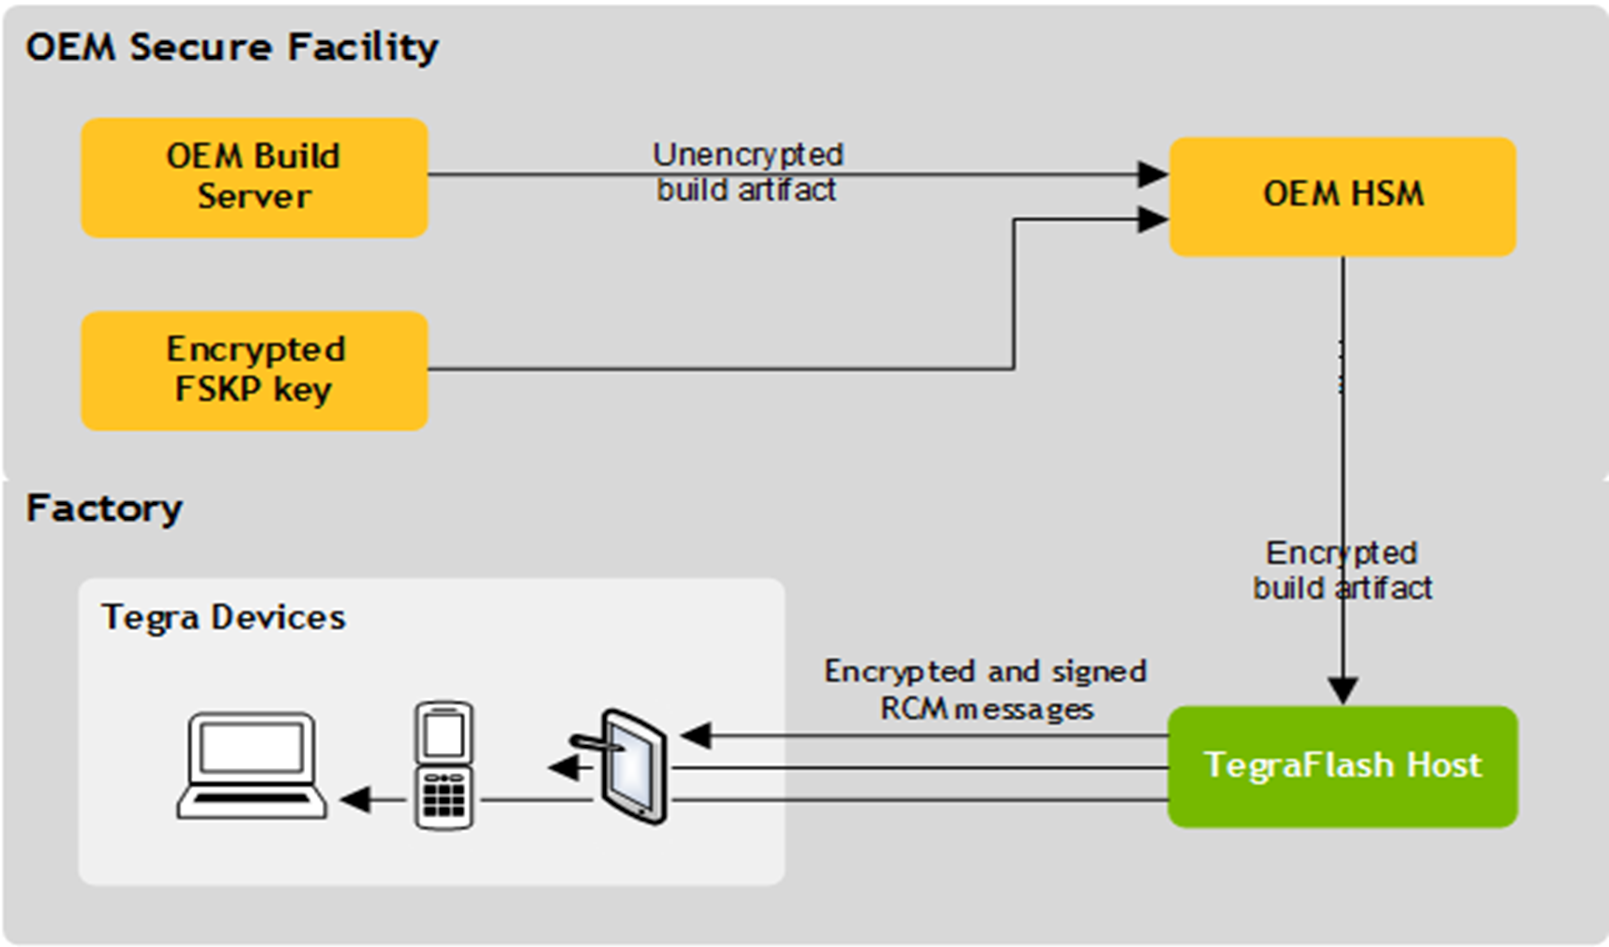 OEM Secure Facility
OEM Build
Server
Unencrypted
build artifact
OEM HSM
Encrypted
FSKP key
Factory
Encrypted
build artifact
Tegra Devices
Encrypted and signed
RCM messages
TegraFlash Host